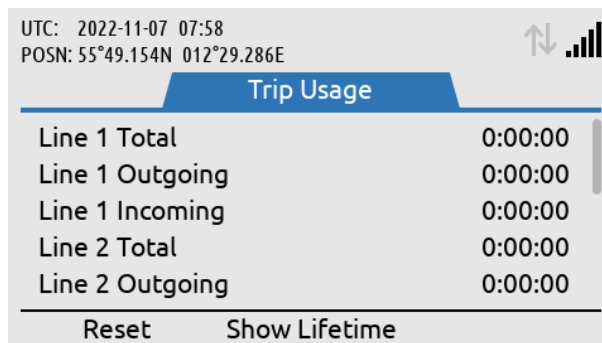 UTC: 2022-11-07 07:58
POSN: 55°49.154N 012°29.286E
Trip Usage
Line 1 Total 0:00:00
Line 1 Outgoing 0:00:00
Line 1 Incoming 0:00:00
Line 2 Total 0:00:00
Line 2 Outgoing 0:00:00
Reset Show Lifetime